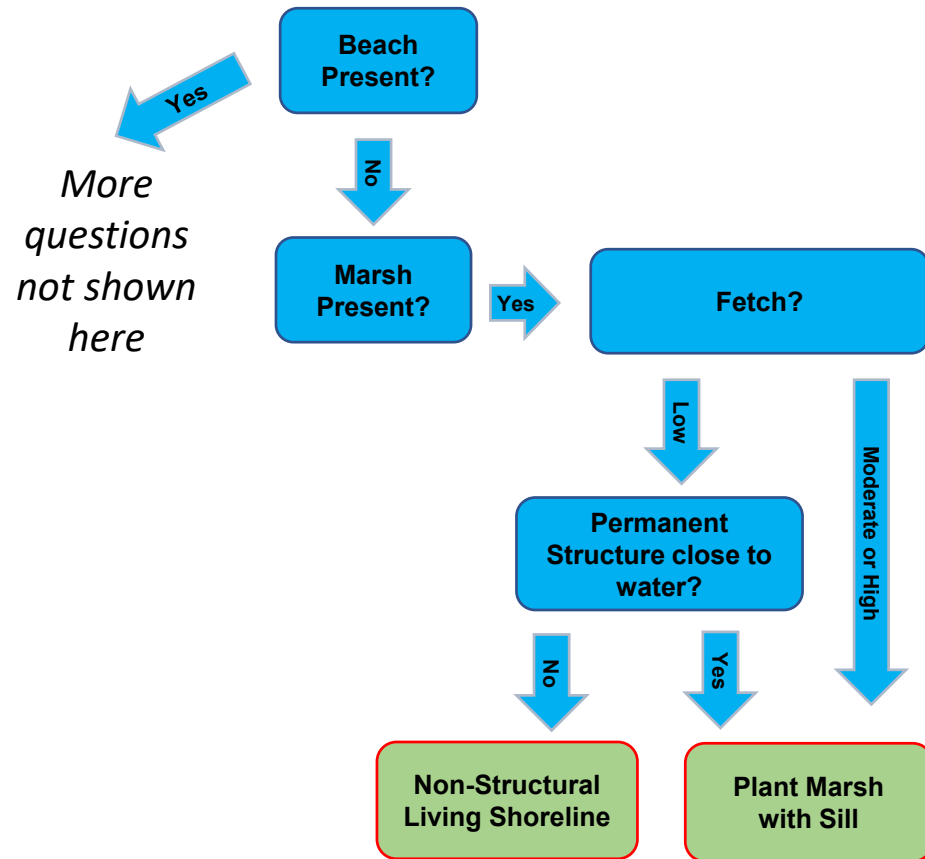 Beach
Present?
Yes
More
questions
not shown
here
No
Marsh
Present?
Yes
Fetch?
Low
Moderate or High
Permanent
Structure close to
water?
No
Yes
Non-Structural
Living Shoreline
Plant Marsh
with Sill